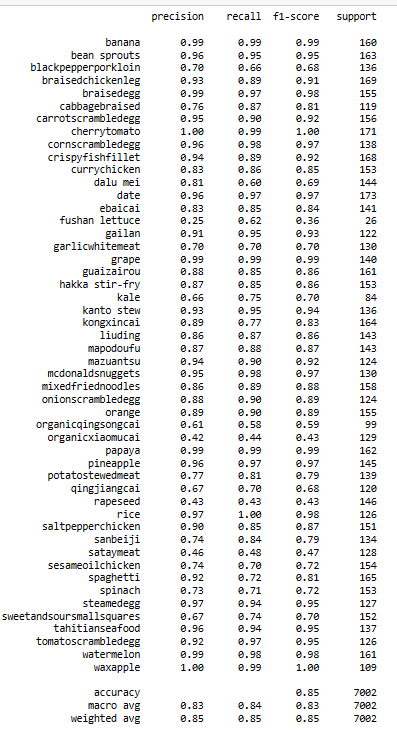 precision recall f1-score support
banana 0.99 0.99 0.99 160
bean sprouts 0.96 0.95 0.95 163
blackpepperporkloin 0.70 0.66 0.68 136
braisedchickenleg 0.93 0.89 0.91 169
braisedegg 0.99 0.97 0.98 155
cabbagebraised 0.76 0.87 0.81 119
carrotscrambledegg 0.95 0.90 0.92 156
cherrytomato 1.00 0.99 1.00 171
cornscrambledegg 0.96 0.98 0.97 138
crispyfishfillet 0.94 0.89 0.92 168
currychicken 0.83 0.86 0.85 153
dalu mei 0.81 0.60 0.69 144
date 0.96 0.97 0.97 173
ebaicai 0.83 0.85 0.84 141
fushan lettuce 0.25 0.62 0.36 26
gailan 0.91 0.95 0.93 122
garlicwhitemeat 0.70 0.70 0.70 130
grape 0.99 0.99 0.99 140
guaizairou 0.88 0.85 0.86 161
hakka stir-fry 0.87 0.85 0.86 153
kale 0.66 0.75 0.70 84
kanto stew 0.93 0.95 0.94 136
kongxincai 0.89 0.77 0.83 164
liuding 0.86 0.87 0.86 143
mapodoufu 0.87 0.88 0.87 143
mazuantsu 0.94 0.90 0.92 124
mcdonaldsnuggets 0.95 0.98 0.97 130
mixedfriednoodles 0.86 0.89 0.88 158
onionscrambledegg 0.88 0.90 0.89 124
orange 0.89 0.90 0.89 155
organicqingsongcai 0.61 0.58 0.59 99
organicxiaomucai 0.42 0.44 0.43 129
papaya 0.99 0.99 0.99 162
pineapple 0.96 0.97 0.97 145
potatostewedmeat 0.77 0.81 0.79 139
qingjiangcai 0.67 0.70 0.68 120
rapeseed 0.43 0.43 0.43 146
rice 0.97 1.00 0.98 126
saltpepperchicken 0.90 0.85 0.87 151
sanbeiji 0.74 0.84 0.79 134
sataymeat 0.46 0.48 0.47 128
sesameoilchicken 0.74 0.70 0.72 154
spaghetti 0.92 0.72 0.81 165
spinach 0.73 0.71 0.72 153
steamedegg 0.97 0.94 0.95 127
sweetandsoursmallsquares 0.67 0.74 0.70 152
tahitianseafood 0.96 0.94 0.95 137
tomatoscrambledegg 0.92 0.97 0.95 126
watermelon 0.99 0.98 0.98 161
waxapple 1.00 0.99 1.00 109
accuracy 0.85 7002
macro avg 0.83 0.84 0.83 7002
weighted avg 0.85 0.85 0.85 7002